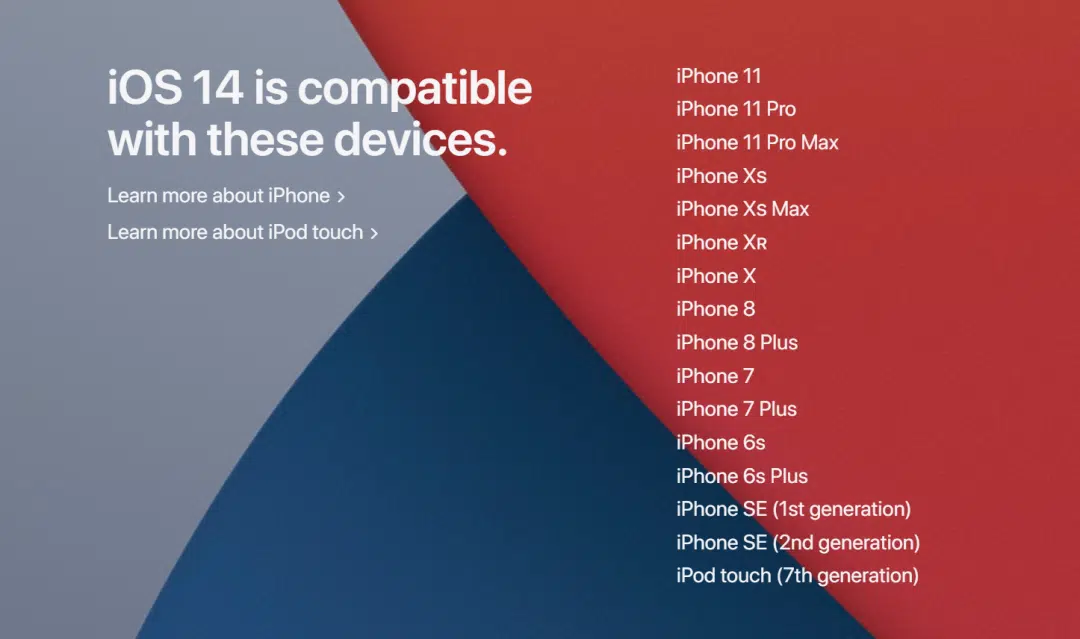 iOS 14 is compatible
with these devices.
Learn more about iPhone >
Learn more about iPod touch >
iPhone 11
iPhone 11 Pro
iPhone 11 Pro Max
iPhone Xs
iPhone Xs Max
iPhone XR
iPhone X
iPhone 8
iPhone 8 Plus
iPhone 7
iPhone 7 Plus
iPhone 6s
iPhone 6s Plus
iPhone SE (1st generation)
iPhone SE (2nd generation)
iPod touch (7th generation)